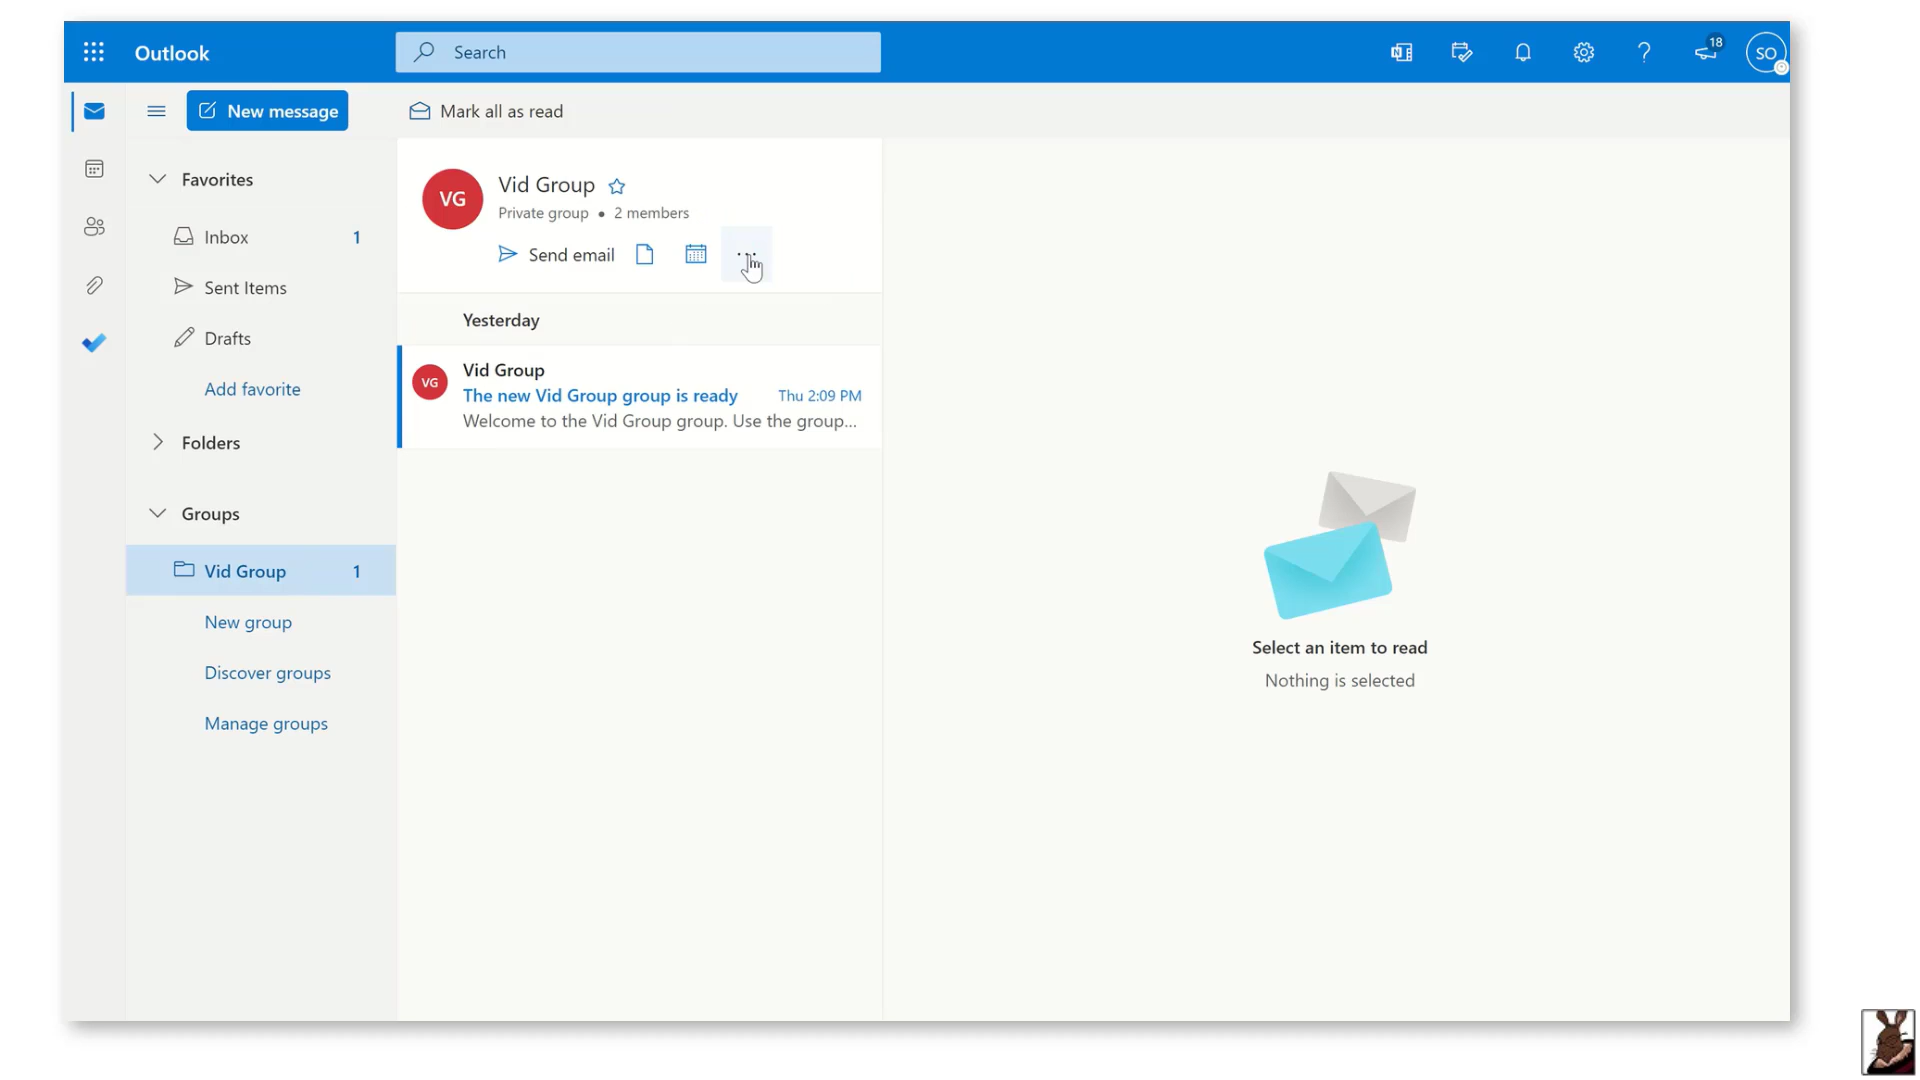 Outlook
Search
18
SO
New message
Mark all as read
Favorites
Inbox 1
Sent Items
Drafts
Add favorite
Folders
Groups
Vid Group 1
New group
Discover groups
Manage groups
VG
Vid Group
Private group • 2 members
Send email
...
Yesterday
VG
Vid Group
The new Vid Group group is ready Thu 2:09 PM
Welcome to the Vid Group group. Use the group...
Select an item to read
Nothing is selected